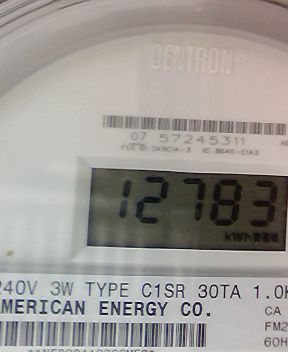 CENTRON®
07 57245311
12783
kWh
240V 3W TYPE C1SR 30TA 1.0K
AMERICAN ENERGY CO.
CA
FM2
60H